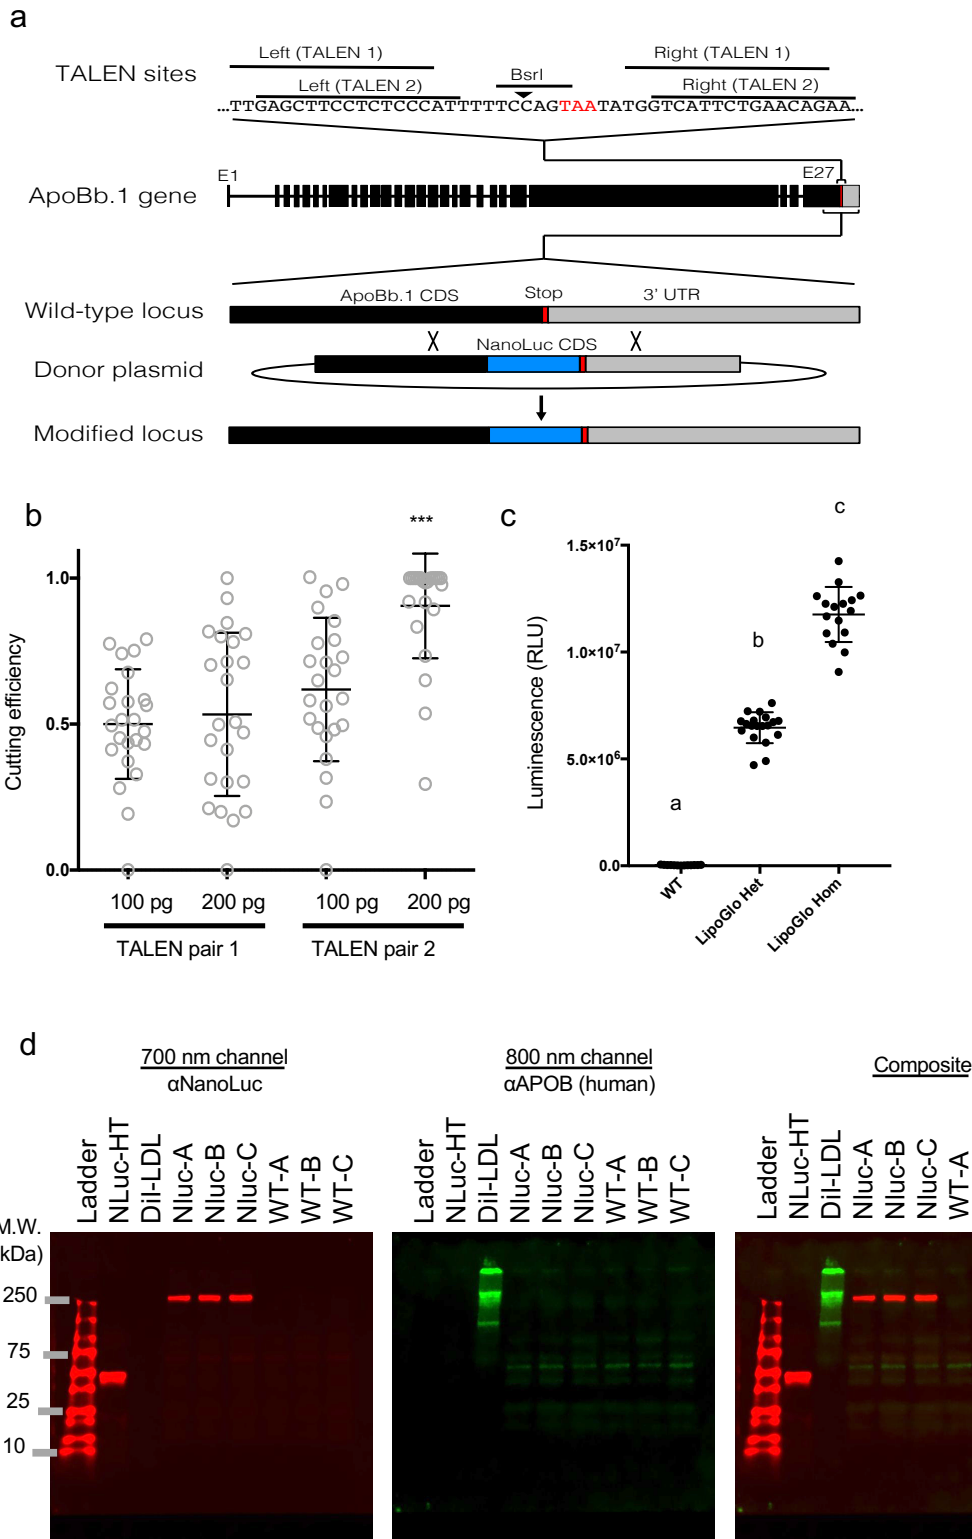 a
TALEN sites
Left (TALEN 1)
Right (TALEN 1)
BsrI
Left (TALEN 2)
Right (TALEN 2)
...TTGAGCTTCCTCTCCCATTTTTCCAGTAATATGGTCATTCTGAACAGAA...
E1
E27
ApoBb.1 gene
ApoBb.1 CDS
Stop
3' UTR
Wild-type locus
X
X
NanoLuc CDS
Donor plasmid
Modified locus
b
***
Cutting efficiency
1.0
0.5
0.0
100 pg
200 pg
100 pg
200 pg
TALEN pair 1
TALEN pair 2
c
c
b
a
Luminescence (RLU)
1.5×10⁷
1.0×10⁷
5.0×10⁶
0.0
WT
LipoGlo Het
LipoGlo Hom
d
700 nm channel
αNanoLuc
800 nm channel
αAPOB (human)
Composite
Ladder
NLuc-HT
Dil-LDL
Nluc-A
Nluc-B
Nluc-C
WT-A
WT-B
WT-C
Ladder
NLuc-HT
Dil-LDL
Nluc-A
Nluc-B
Nluc-C
WT-A
WT-B
WT-C
Ladder
NLuc-HT
Dil-LDL
Nluc-A
Nluc-B
Nluc-C
WT-A
M.W.
kDa)
250
75
25
10